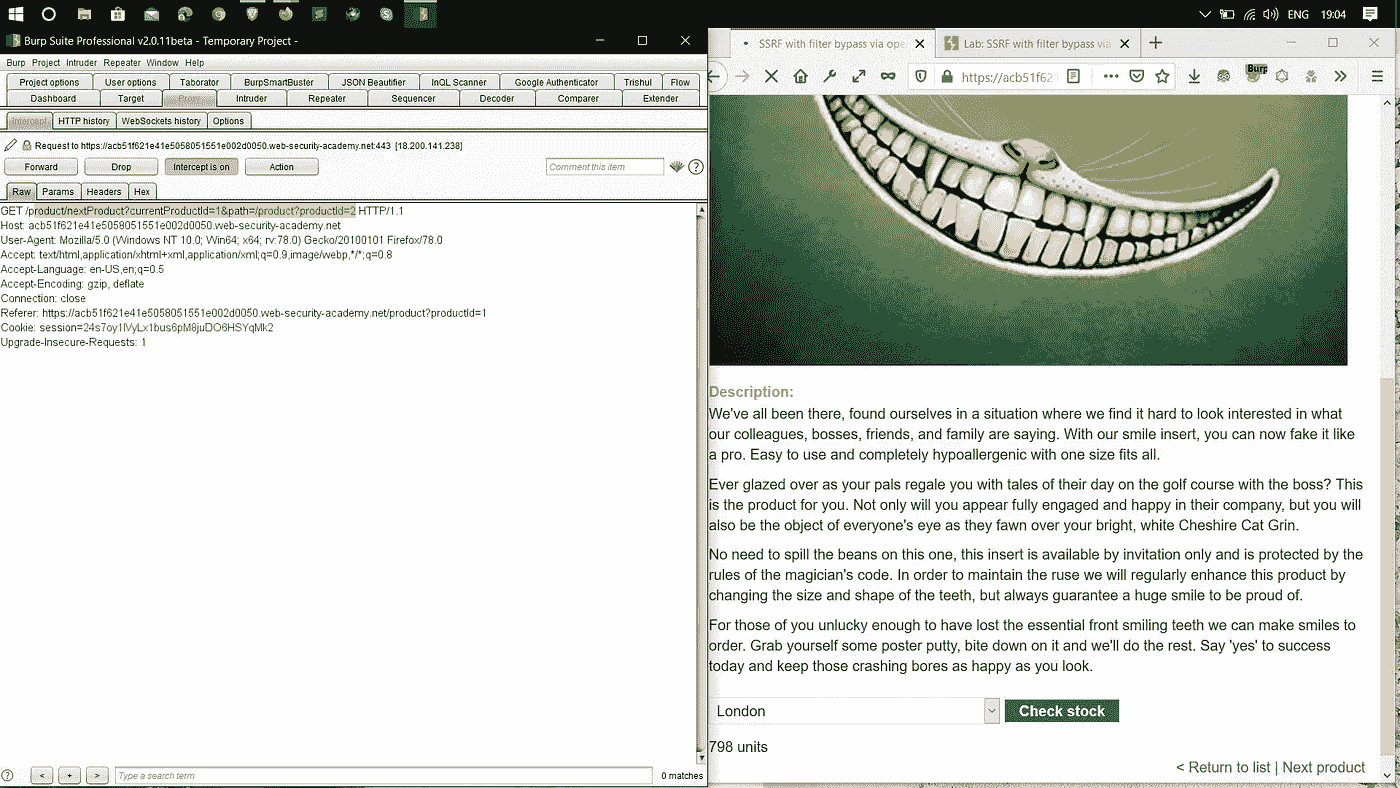 ENG 19:04
Burp Suite Professional v2.0.11beta - Temporary Project -
Burp Project Intruder Repeater Window Help
Project options User options Taborator BurpSmartBuster JSON Beautifier InQL Scanner Google Authenticator Trishul Flow
Dashboard Target Proxy Intruder Repeater Sequencer Decoder Comparer Extender
Intercept HTTP history WebSockets history Options
Request to https://acb51f621e41e5058051551e002d0050.web-security-academy.net:443 [18.200.141.238]
Forward Drop Intercept is on Action Comment this item
Raw Params Headers Hex
GET /product/nextProduct?currentProductId=1&path=/product?productId=2 HTTP/1.1
Host: acb51f621e41e5058051551e002d0050.web-security-academy.net
User-Agent: Mozilla/5.0 (Windows NT 10.0; Win64; x64; rv:78.0) Gecko/20100101 Firefox/78.0
Accept: text/html,application/xhtml+xml,application/xml;q=0.9,image/webp,*/*;q=0.8
Accept-Language: en-US,en;q=0.5
Accept-Encoding: gzip, deflate
Connection: close
Referer: https://acb51f621e41e5058051551e002d0050.web-security-academy.net/product?productId=1
Upgrade-Insecure-Requests: 1
< + > Type a search term 0 matches
SSRF with filter bypass via ope Lab: SSRF with filter bypass via
https://acb51f621 Burp
Description:
We've all been there, found ourselves in a situation where we find it hard to look interested in what
our colleagues, bosses, friends, and family are saying. With our smile insert, you can now fake it like
a pro. Easy to use and completely hypoallergenic with one size fits all.
Ever glazed over as your pals regale you with tales of their day on the golf course with the boss? This
is the product for you. Not only will you appear fully engaged and happy in their company, but you will
also be the object of everyone's eye as they fawn over your bright, white Cheshire Cat Grin.
No need to spill the beans on this one, this insert is available by invitation only and is protected by the
rules of the magician's code. In order to maintain the ruse we will regularly enhance this product by
changing the size and shape of the teeth, but always guarantee a huge smile to be proud of.
For those of you unlucky enough to have lost the essential front smiling teeth we can make smiles to
order. Grab yourself some poster putty, bite down on it and we'll do the rest. Say 'yes' to success
today and keep those crashing bores as happy as you look.
London Check stock
798 units
< Return to list | Next product